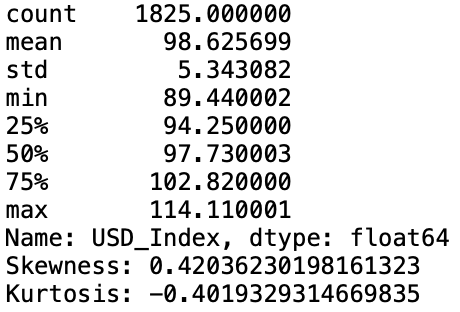 count    1825.000000
mean       98.625699
std         5.343082
min        89.440002
25%        94.250000
50%        97.730003
75%       102.820000
max       114.110001
Name: USD_Index, dtype: float64
Skewness: 0.42036230198161323
Kurtosis: -0.4019329314669835